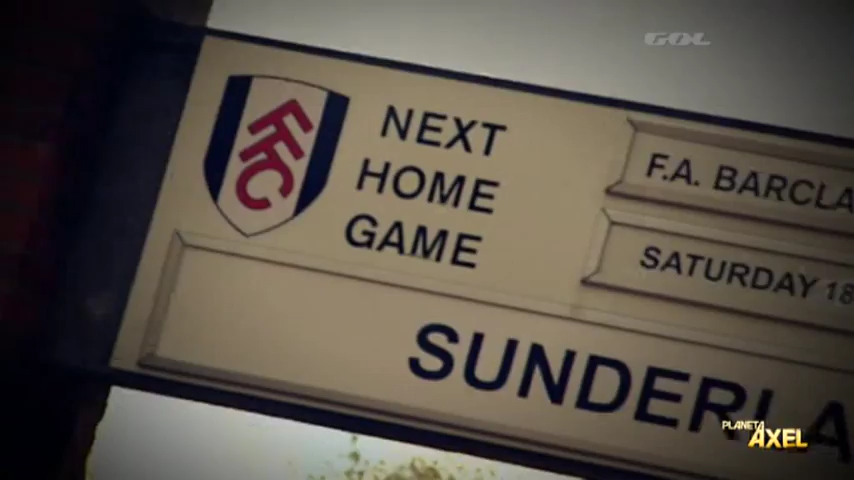 GOL
FFC
NEXT
HOME
GAME
F.A. BARCLA
SATURDAY 18
SUNDERLA
PLANETA
AXEL